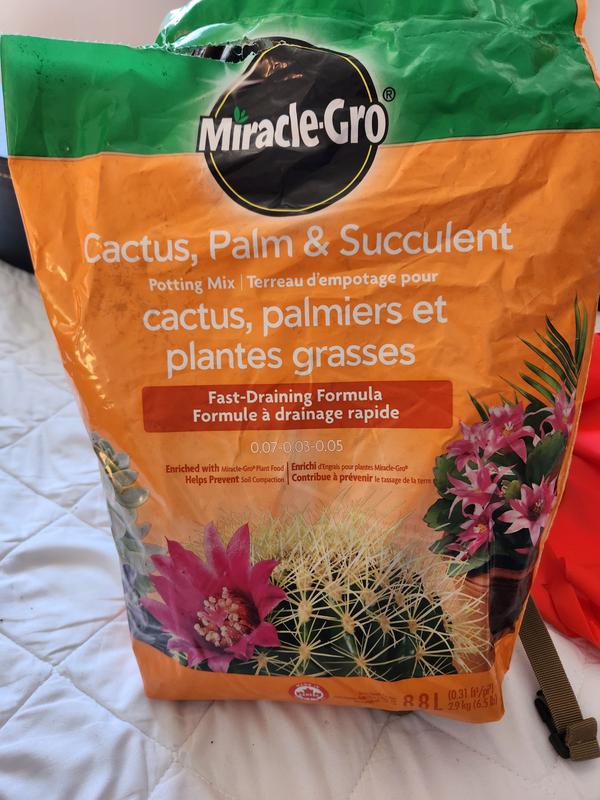 Miracle-Gro®
Cactus, Palm & Succulent
Potting Mix | Terreau d'empotage pour
cactus, palmiers et
plantes grasses
Fast-Draining Formula
Formule à drainage rapide
0.07-0.03-0.05
Enriched with Miracle-Gro® Plant Food
Helps Prevent Soil Compaction
Enrichi d'Engrais pour plantes Miracle-Gro®
Contribue à prévenir le tassage de la terre
8.8 L (0.31 ft³/pi³)
2.9 kg (6.5 lb)